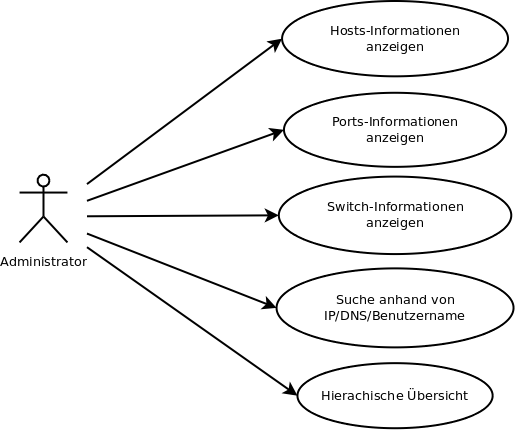 Hosts-Informationen
anzeigen
Ports-Informationen
anzeigen
Switch-Informationen
anzeigen
Administrator
Suche anhand von
IP/DNS/Benutzername
Hierachische Übersicht